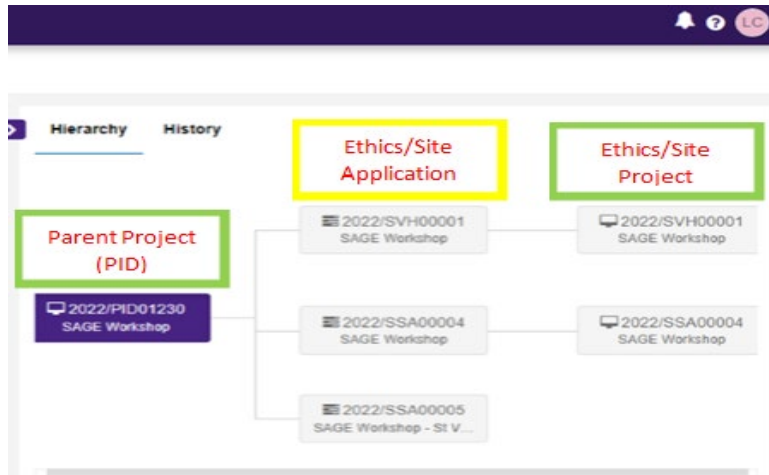 LC
Hierarchy History
Ethics/Site
Application
Ethics/Site
Project
Parent Project
(PID)
2022/SVH00001
SAGE Workshop
2022/SVH00001
SAGE Workshop
2022/PID01230
SAGE Workshop
2022/SSA00004
SAGE Workshop
2022/SSA00004
SAGE Workshop
2022/SSA00005
SAGE Workshop - St V...